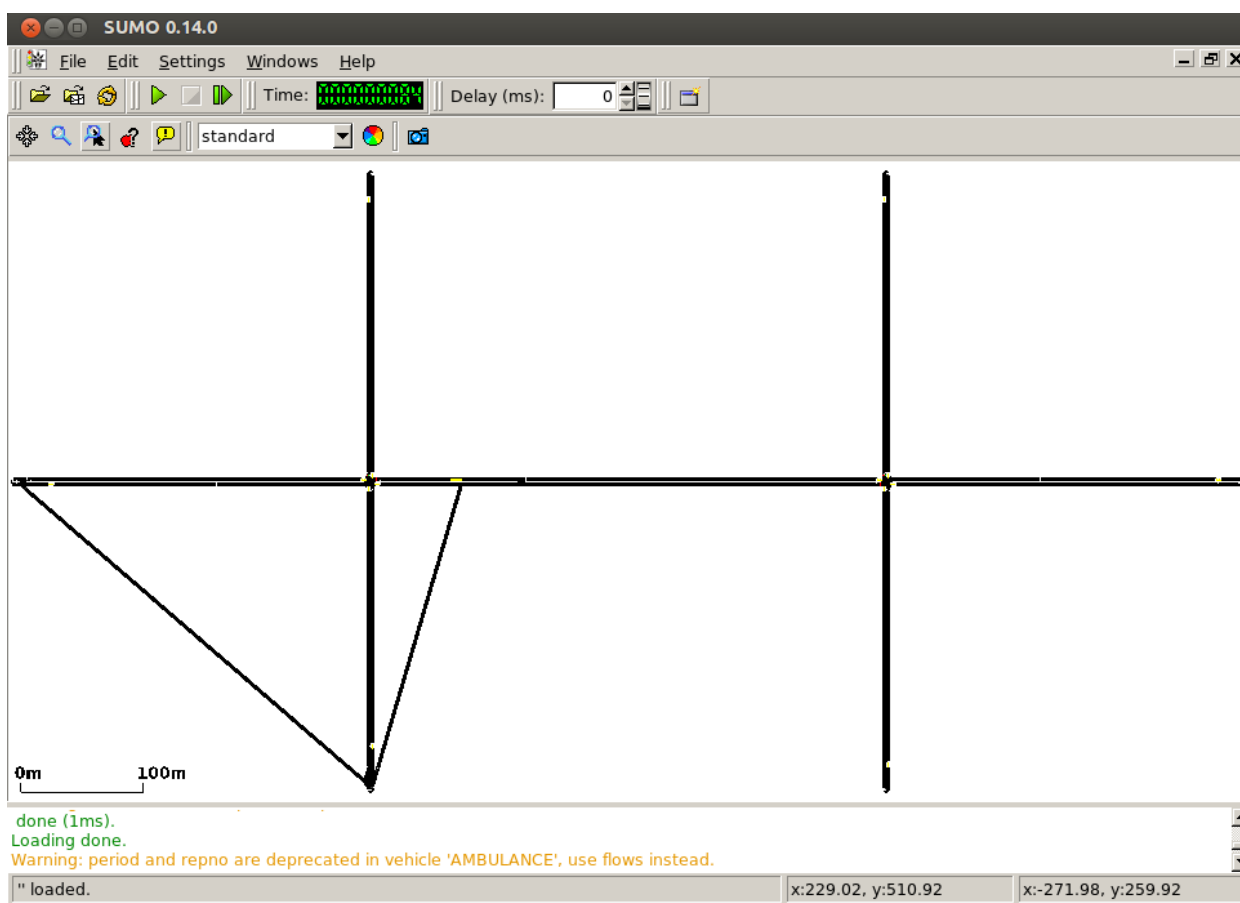 SUMO 0.14.0
File Edit Settings Windows Help
Time: Delay (ms): 0
standard
0m 100m
done (1ms).
Loading done.
Warning: period and repno are deprecated in vehicle 'AMBULANCE', use flows instead.
'' loaded. x:229.02, y:510.92 x:-271.98, y:259.92